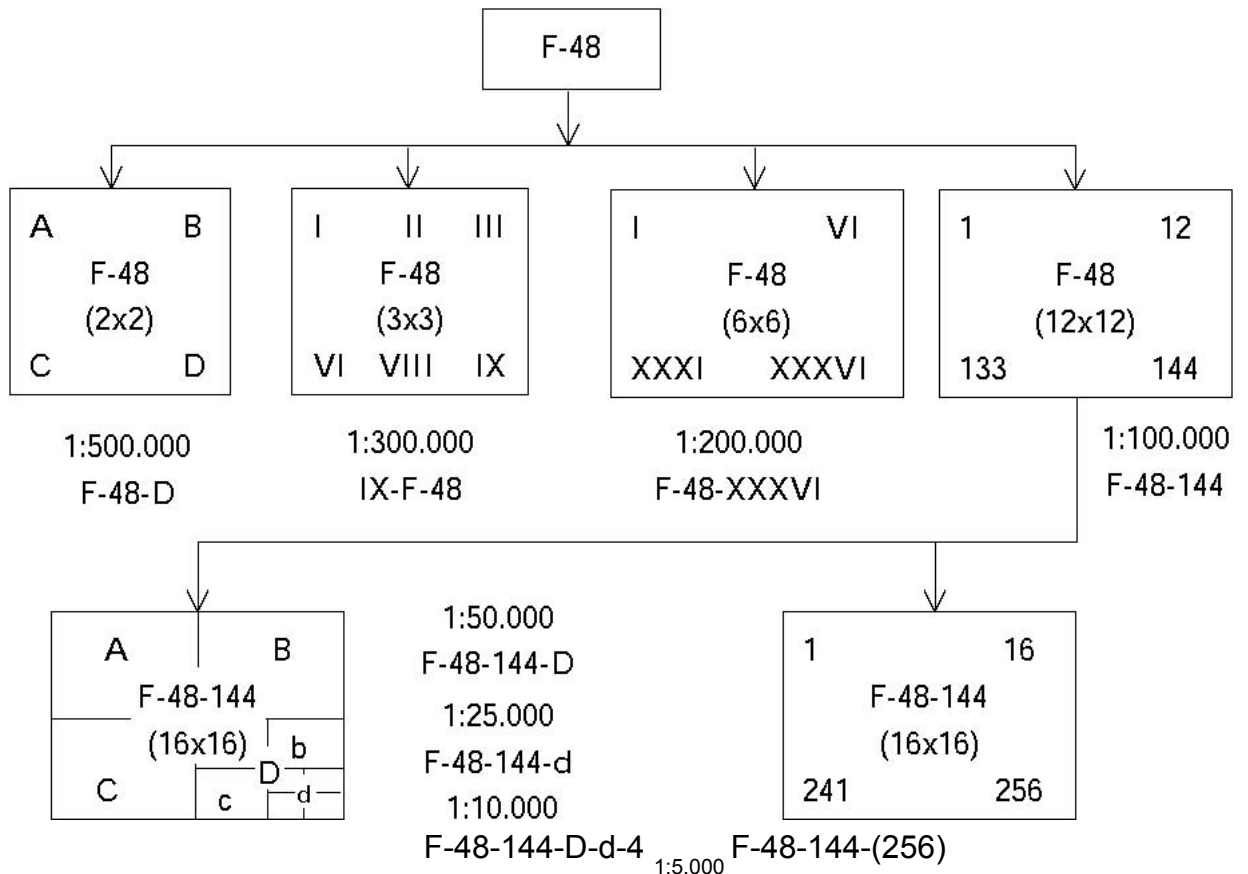 F-48
A B
F-48
(2x2)
C D
I II III
F-48
(3x3)
VI VIII IX
I VI
F-48
(6x6)
XXXI XXXVI
1 12
F-48
(12x12)
133 144
1:500.000
F-48-D
1:300.000
IX-F-48
1:200.000
F-48-XXXVI
1:100.000
F-48-144
A B
F-48-144
(16x16)
b
D
C
c
d
1:50.000
F-48-144-D
1:25.000
F-48-144-d
1:10.000
F-48-144-D-d-4
1 16
F-48-144
(16x16)
241 256
1:5.000
F-48-144-(256)